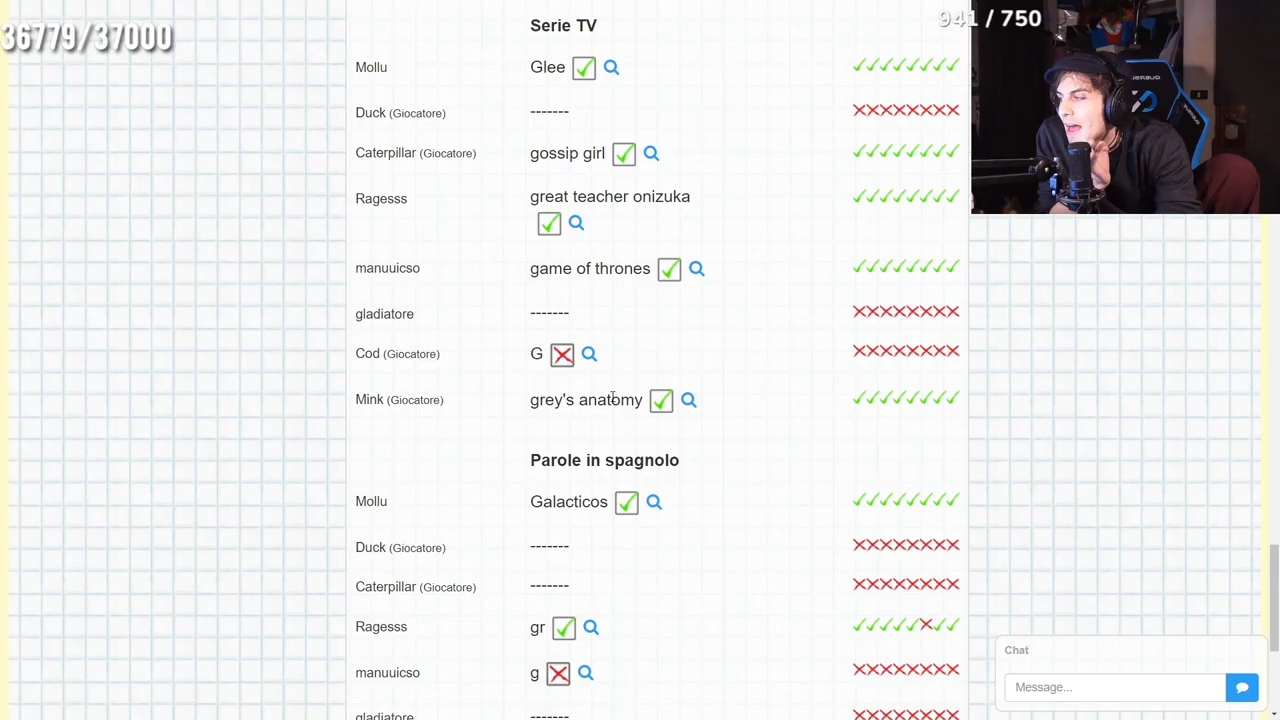 36779/37000
941 / 750
Serie TV
Mollu Glee
Duck (Giocatore) -------
Caterpillar (Giocatore) gossip girl
Ragesss great teacher onizuka
manuuicso game of thrones
gladiatore -------
Cod (Giocatore) G
Mink (Giocatore) grey's anatomy
Parole in spagnolo
Mollu Galacticos
Duck (Giocatore) -------
Caterpillar (Giocatore) -------
Ragesss gr
manuuicso g
gladiatore -------
Chat
Message...